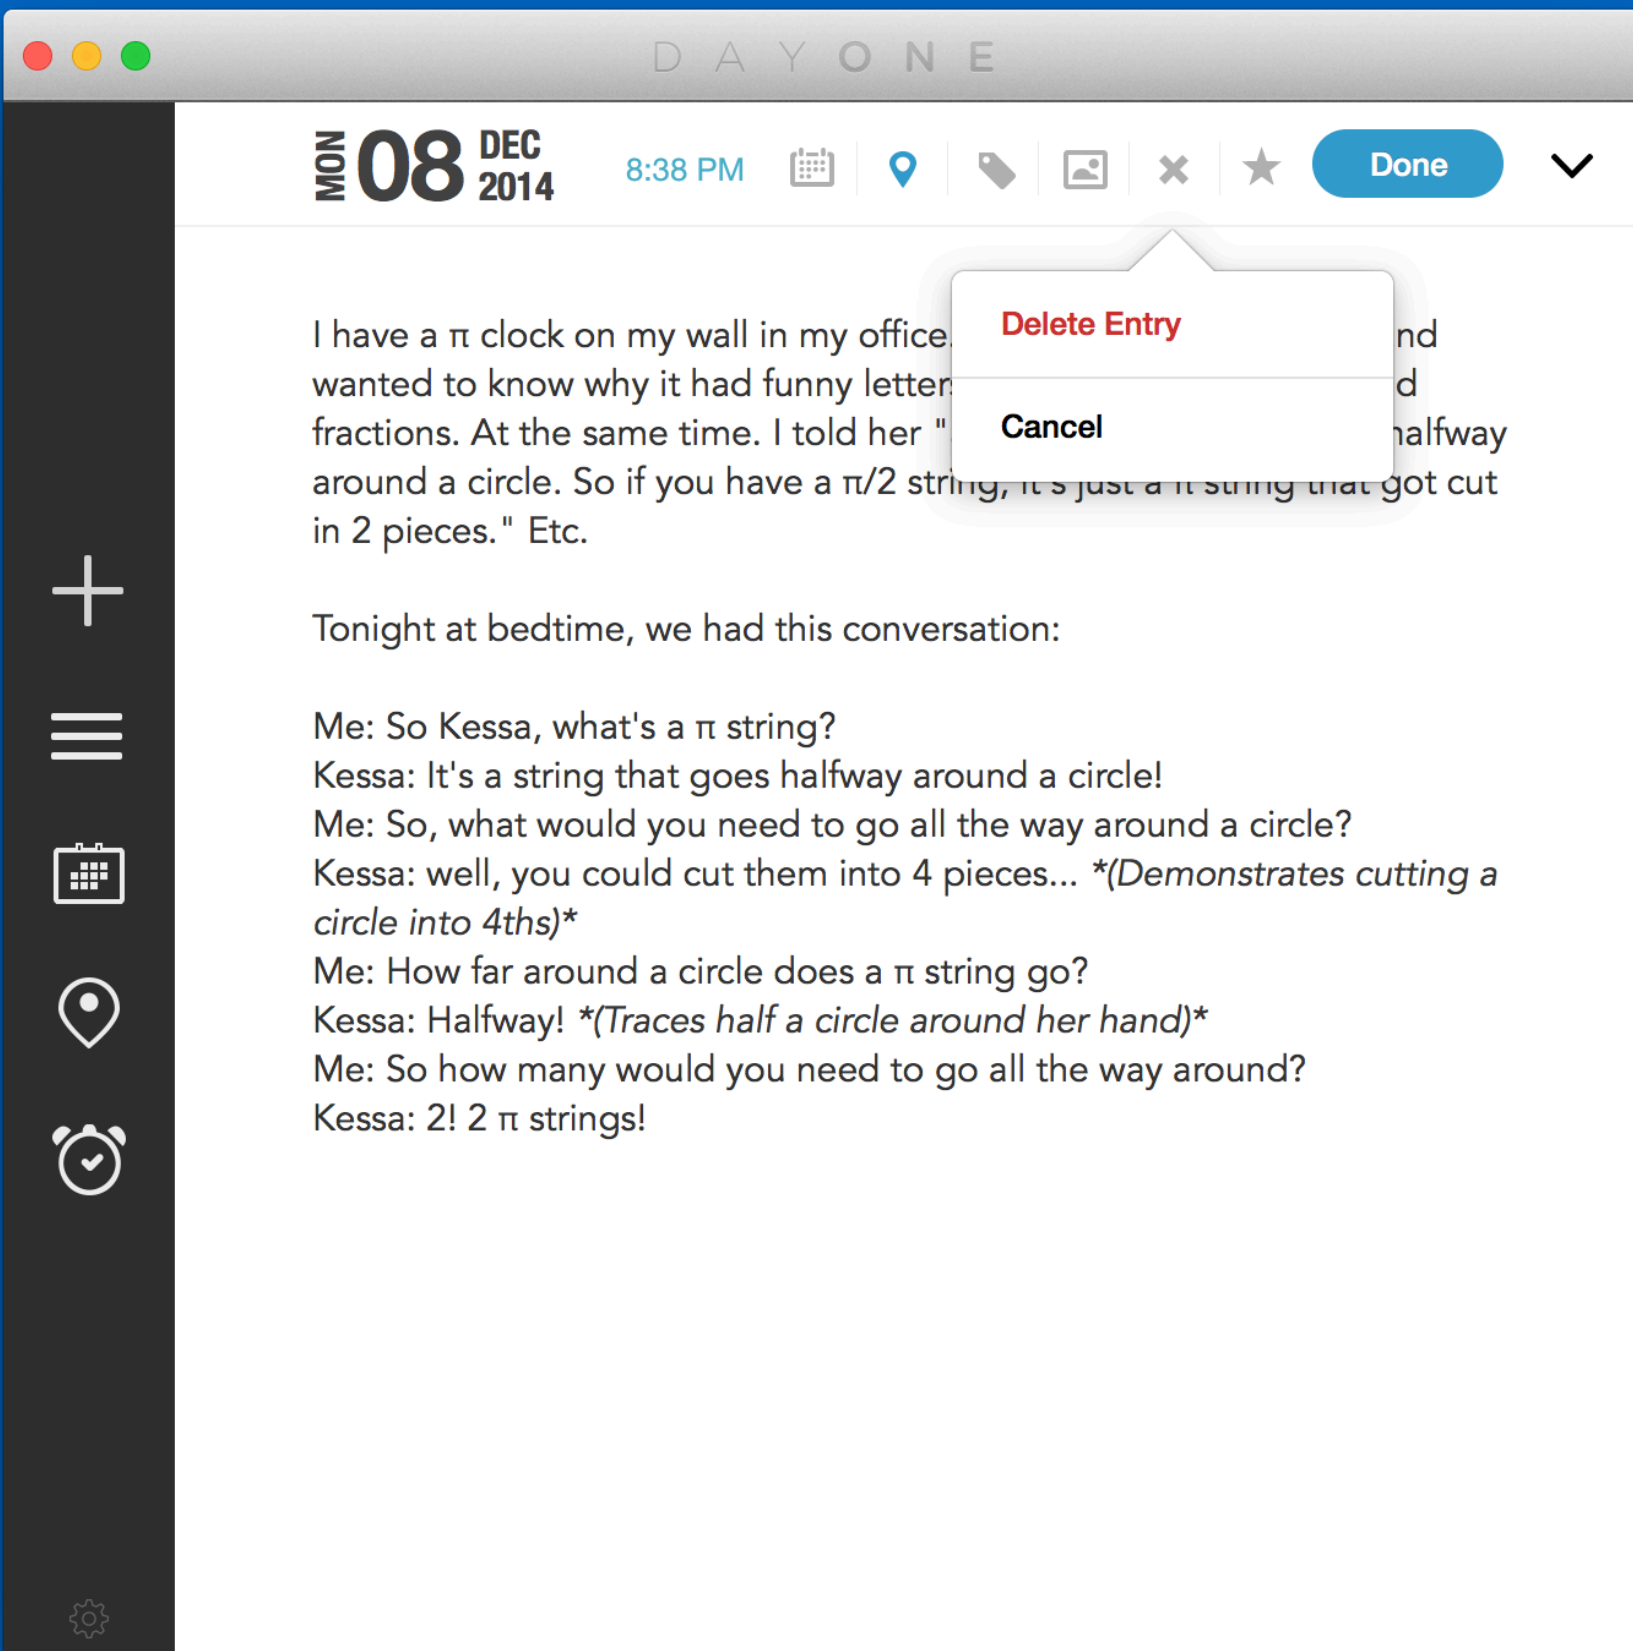 DAYONE
MON 08 DEC 2014 8:38 PM Done
Delete Entry
Cancel
I have a π clock on my wall in my office. nd
wanted to know why it had funny letters d
fractions. At the same time. I told her " halfway
around a circle. So if you have a π/2 string, it's just a π string that got cut
in 2 pieces." Etc.
Tonight at bedtime, we had this conversation:
Me: So Kessa, what's a π string?
Kessa: It's a string that goes halfway around a circle!
Me: So, what would you need to go all the way around a circle?
Kessa: well, you could cut them into 4 pieces... *(Demonstrates cutting a
circle into 4ths)*
Me: How far around a circle does a π string go?
Kessa: Halfway! *(Traces half a circle around her hand)*
Me: So how many would you need to go all the way around?
Kessa: 2! 2 π strings!